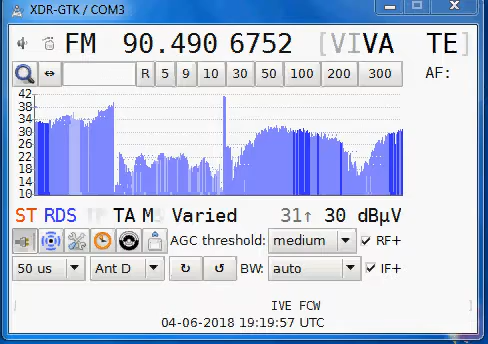 XDR-GTK / COM3
FM 90.490 6752 [VIVA TE]
R 5 9 10 30 50 100 200 300 AF:
42
38
34
30
26
22
18
14
10
ST RDS TP TA MS Varied 31↑ 30 dBµV
AGC threshold: medium RF+
50 us Ant D BW: auto IF+
[ IVE FCW ]
04-06-2018 19:19:57 UTC